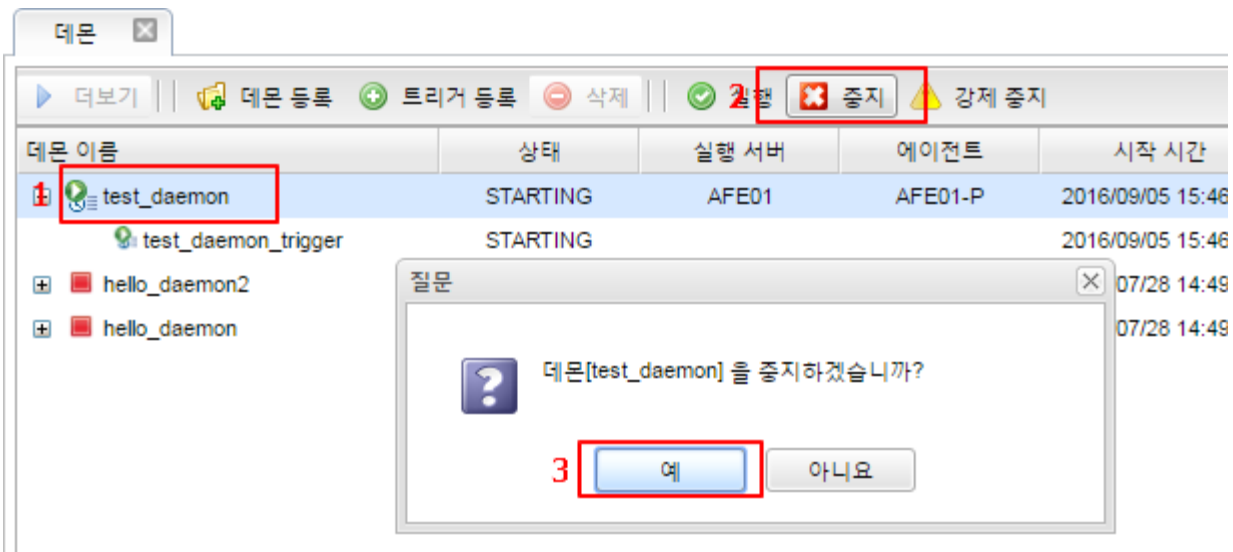 데몬
더보기 데몬 등록 트리거 등록 삭제 2 실행 중지 강제 중지
데몬 이름 상태 실행 서버 에이전트 시작 시간
1 test_daemon STARTING AFE01 AFE01-P 2016/09/05 15:46
test_daemon_trigger STARTING 2016/09/05 15:46
hello_daemon2 질문 07/28 14:49
hello_daemon 07/28 14:49
데몬[test_daemon] 을 중지하겠습니까?
3 예 아니요